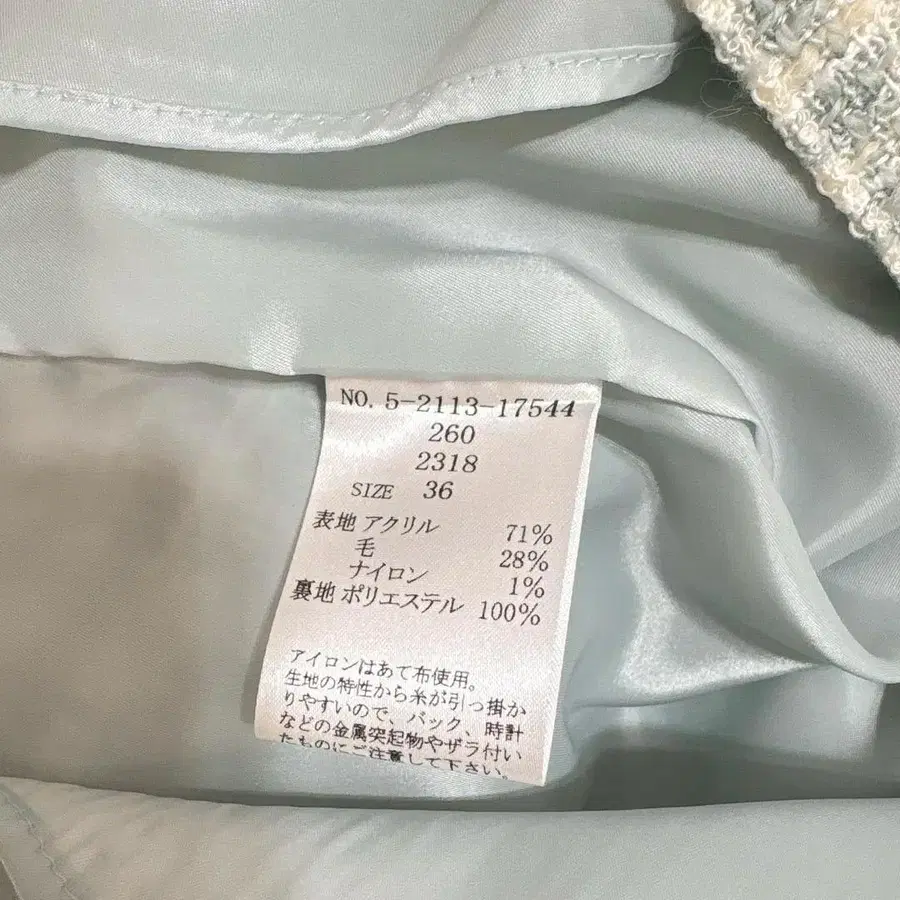 NO. 5-2113-17544
260
2318
SIZE 36
表地 アクリル 71%
毛 28%
ナイロン 1%
裏地 ポリエステル 100%
アイロンはあて布使用。
生地の特性から糸が引っ掛か
りやすいので、バック、時計
などの金属突起物やザラ付い
たものにご注意して下さい。